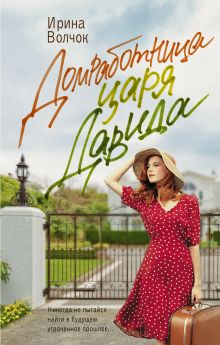 Ирина
Волчок
Домработница
царя
Давида
Никогда не пытайся
найти в будущем
утраченное прошлое...